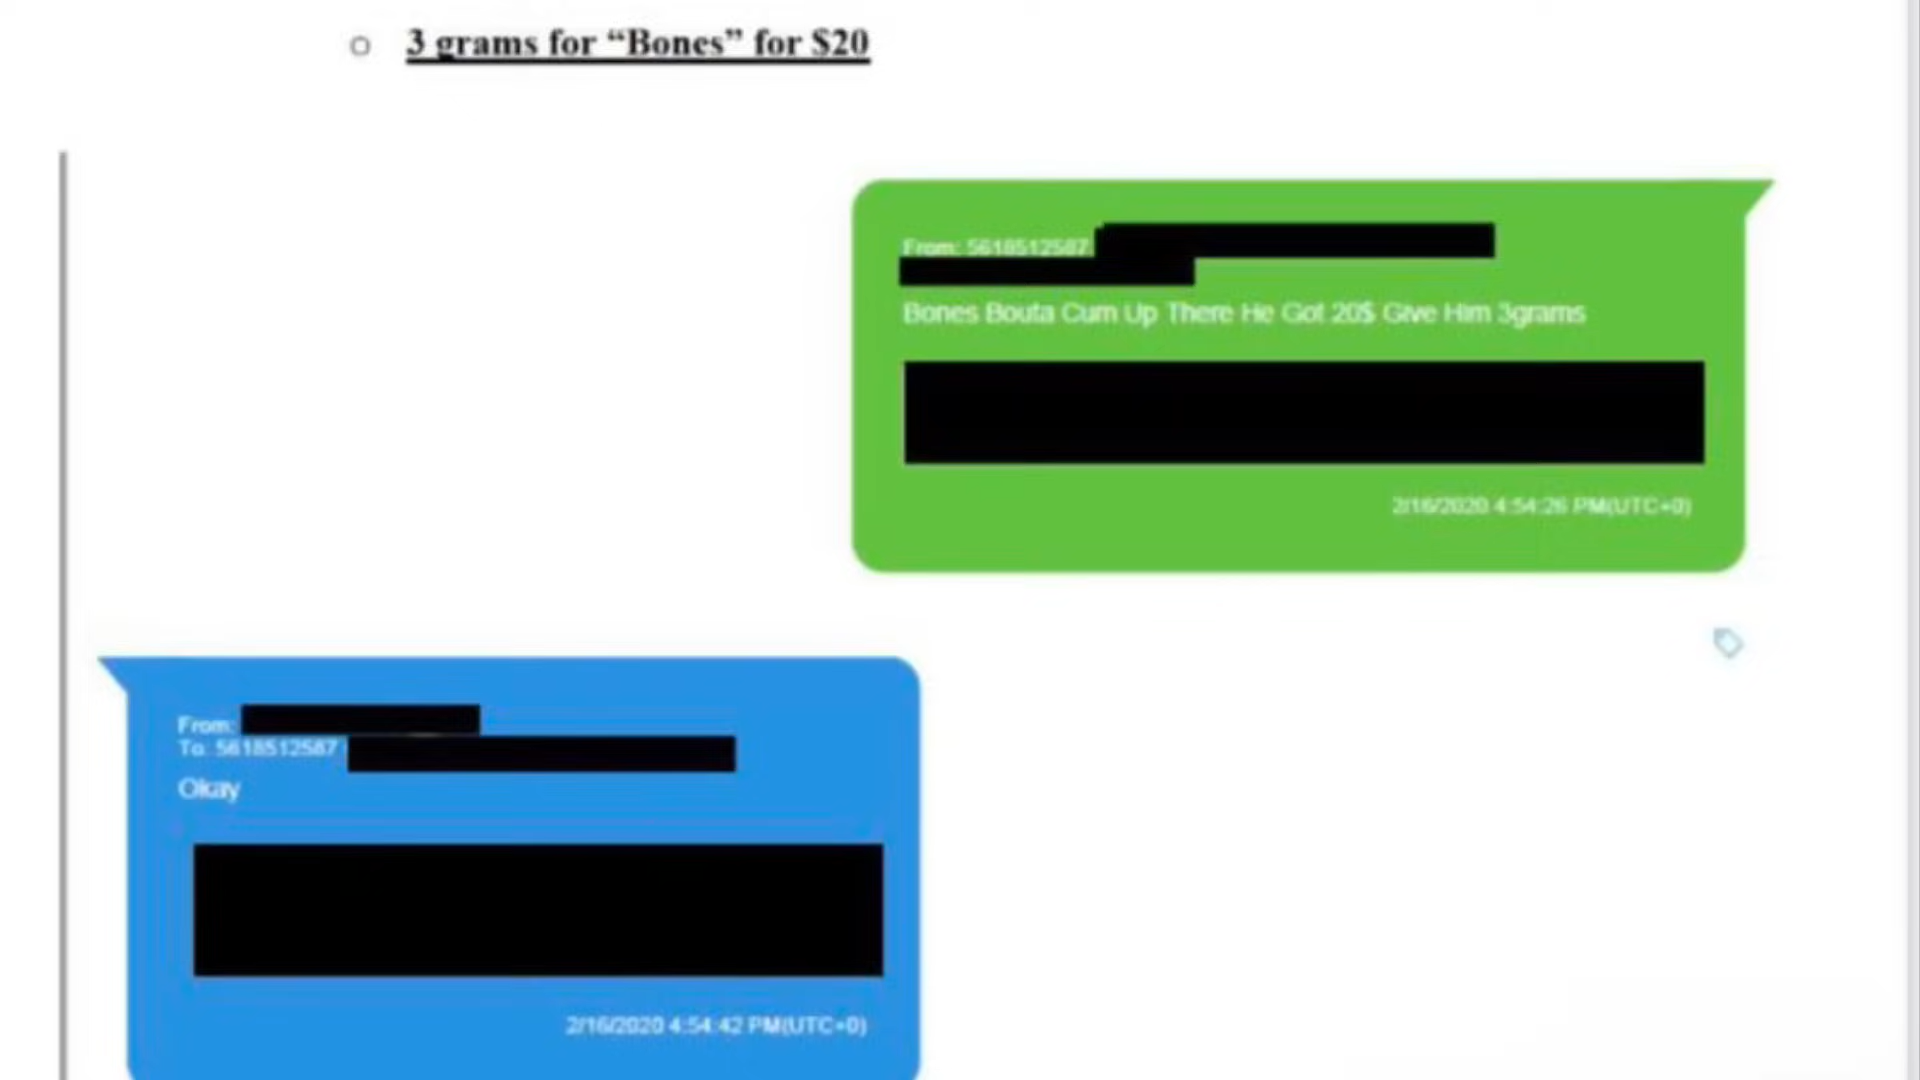 3 grams for “Bones” for $20
From: 5618512587
Bones Bouta Cum Up There He Got 20$ Give Him 3grams
2/16/2020 4:54:26 PM(UTC+0)
From:
To: 5618512587
Okay
2/16/2020 4:54:42 PM(UTC+0)